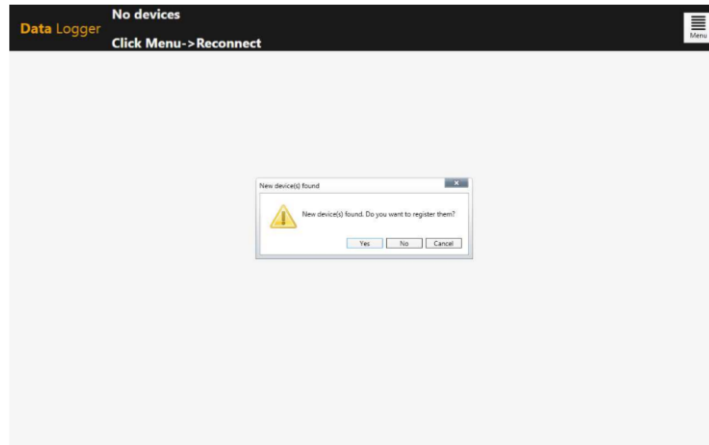 Data Logger
No devices
Click Menu->Reconnect
Menu
New device(s) found
New device(s) found. Do you want to register them?
Yes
No
Cancel